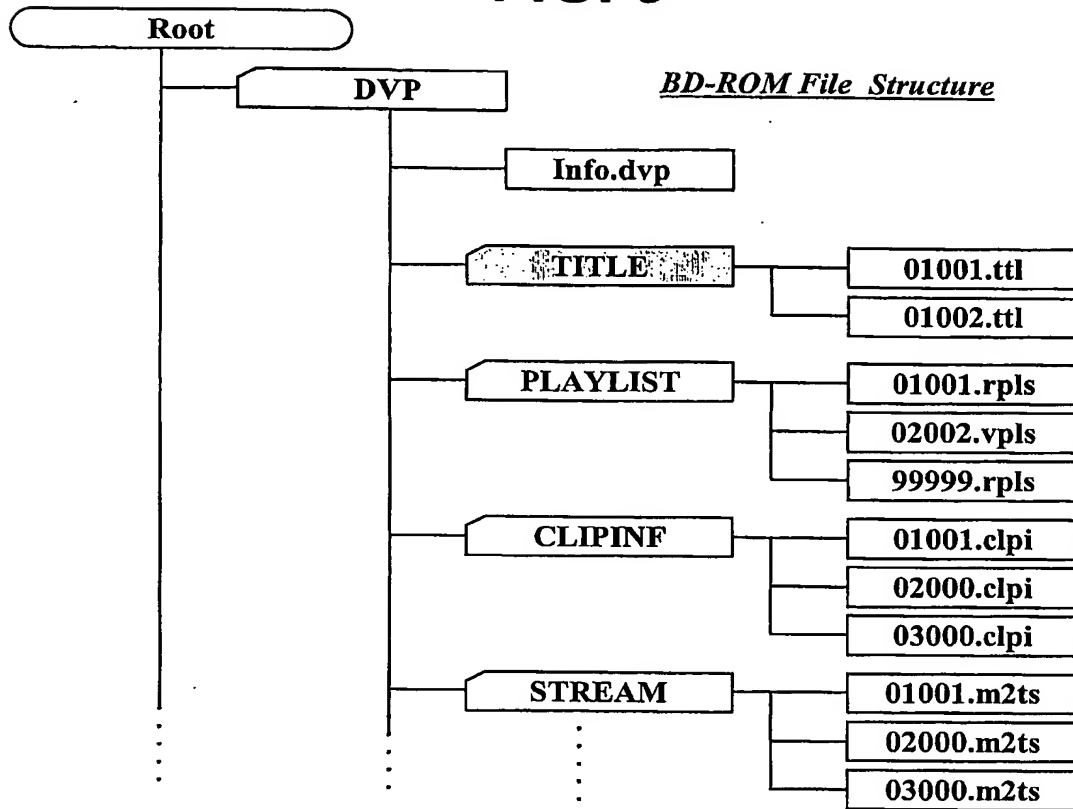 Root
DVP
BD-ROM File Structure
Info.dvp
TITLE
01001.ttl
01002.ttl
PLAYLIST
01001.rpls
02002.vpls
99999.rpls
CLIPINF
01001.clpi
02000.clpi
03000.clpi
STREAM
01001.m2ts
02000.m2ts
03000.m2ts